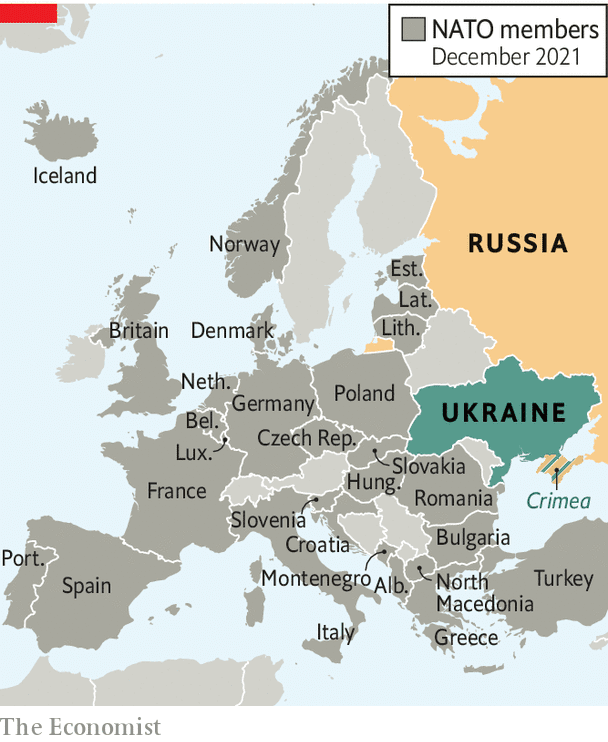 NATO members
December 2021
Iceland
Norway
RUSSIA
Est.
Lat.
Lith.
Britain
Denmark
Neth.
Germany
Poland
UKRAINE
Bel.
Lux.
Czech Rep.
Slovakia
France
Hung.
Romania
Crimea
Slovenia
Croatia
Bulgaria
Port.
Spain
Montenegro
Alb.
North
Macedonia
Turkey
Italy
Greece
The Economist